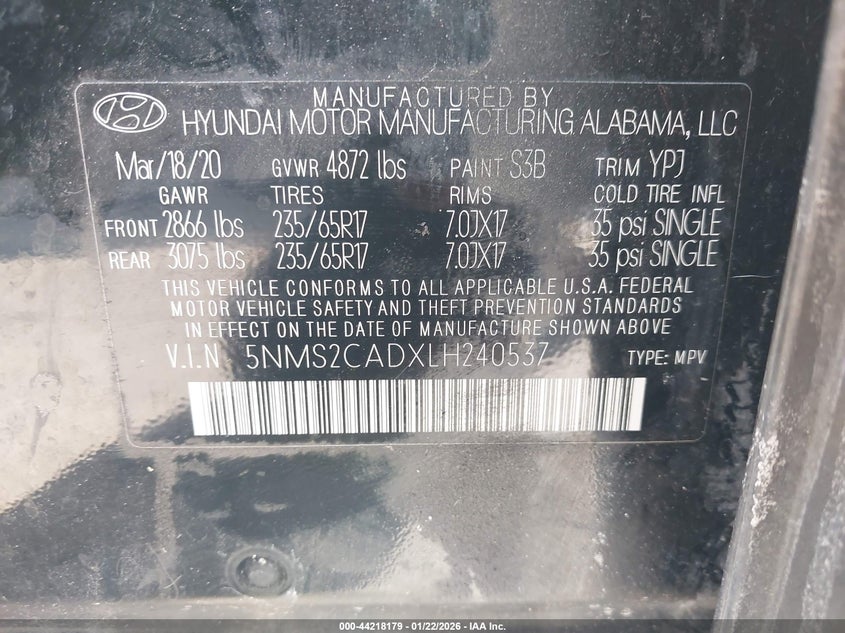 MANUFACTURED BY
HYUNDAI MOTOR MANUFACTURING ALABAMA, LLC
Mar/18/20 GVWR 4872 lbs PAINT S3B TRIM YPJ
GAWR TIRES RIMS COLD TIRE INFL
FRONT 2866 lbs 235/65R17 7.0JX17 35 psi SINGLE
REAR 3075 lbs 235/65R17 7.0JX17 35 psi SINGLE
THIS VEHICLE CONFORMS TO ALL APPLICABLE U.S.A. FEDERAL
MOTOR VEHICLE SAFETY AND THEFT PREVENTION STANDARDS
IN EFFECT ON THE DATE OF MANUFACTURE SHOWN ABOVE
V.I.N 5NMS2CADXLH240537 TYPE: MPV
000-44218179 - 01/22/2026 - IAA Inc.